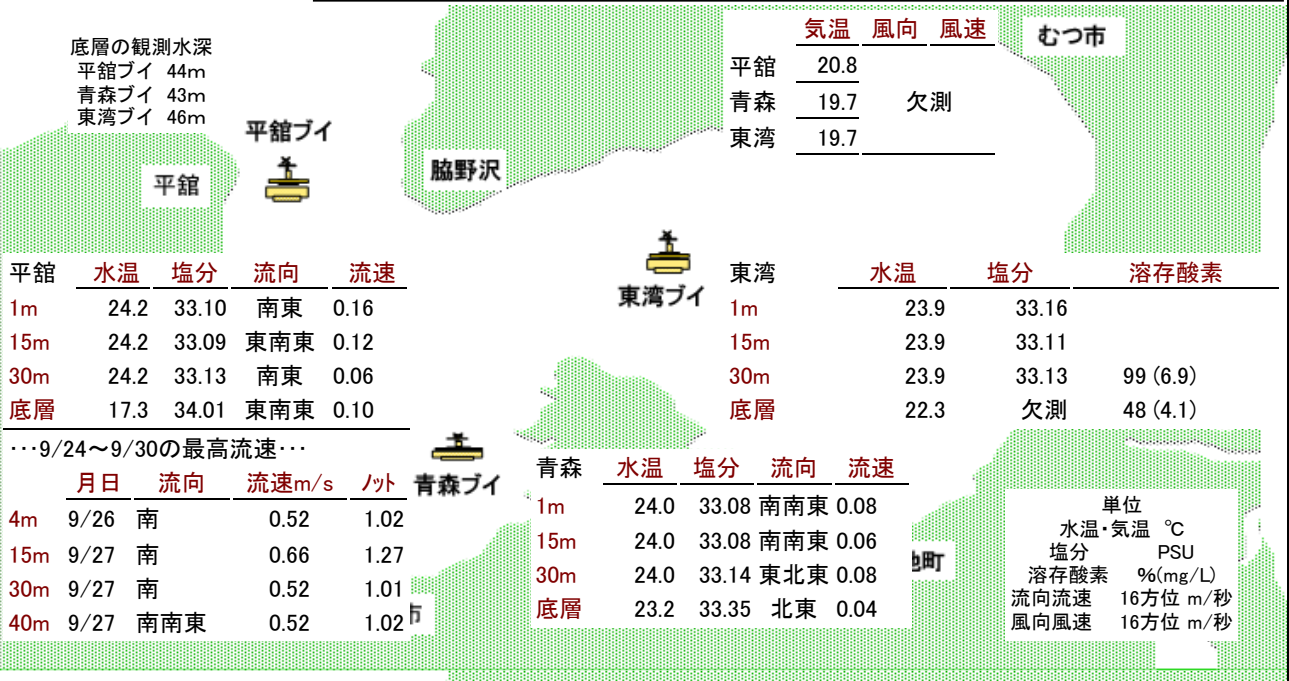 底層の観測水深
平舘ブイ 44m
青森ブイ 43m
東湾ブイ 46m
気温 風向 風速
平舘 20.8
青森 19.7 欠測
東湾 19.7
むつ市
平舘ブイ
平舘
脇野沢
東湾ブイ
平舘 水温 塩分 流向 流速
1m 24.2 33.10 南東 0.16
15m 24.2 33.09 東南東 0.12
30m 24.2 33.13 南東 0.06
底層 17.3 34.01 東南東 0.10
東湾 水温 塩分 溶存酸素
1m 23.9 33.16
15m 23.9 33.11
30m 23.9 33.13 99 (6.9)
底層 22.3 欠測 48 (4.1)
･･･9/24～9/30の最高流速･･･
月日 流向 流速m/s ﾉｯﾄ
4m 9/26 南 0.52 1.02
15m 9/27 南 0.66 1.27
30m 9/27 南 0.52 1.01
40m 9/27 南南東 0.52 1.02
市
青森ブイ
青森 水温 塩分 流向 流速
1m 24.0 33.08 南南東 0.08
15m 24.0 33.08 南南東 0.06
30m 24.0 33.14 東北東 0.08
底層 23.2 33.35 北東 0.04
町
単位
水温・気温 ℃
塩分 PSU
溶存酸素 %(mg/L)
流向流速 16方位 m/秒
風向風速 16方位 m/秒